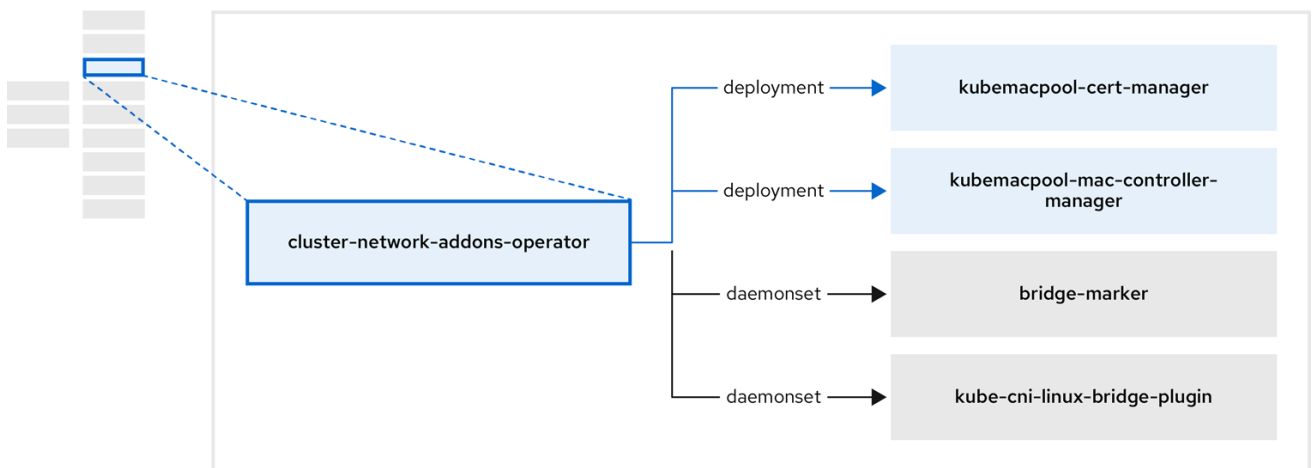 deployment
kubemacpool-cert-manager
deployment
kubemacpool-mac-controller-
manager
cluster-network-addons-operator
daemonset
bridge-marker
daemonset
kube-cni-linux-bridge-plugin